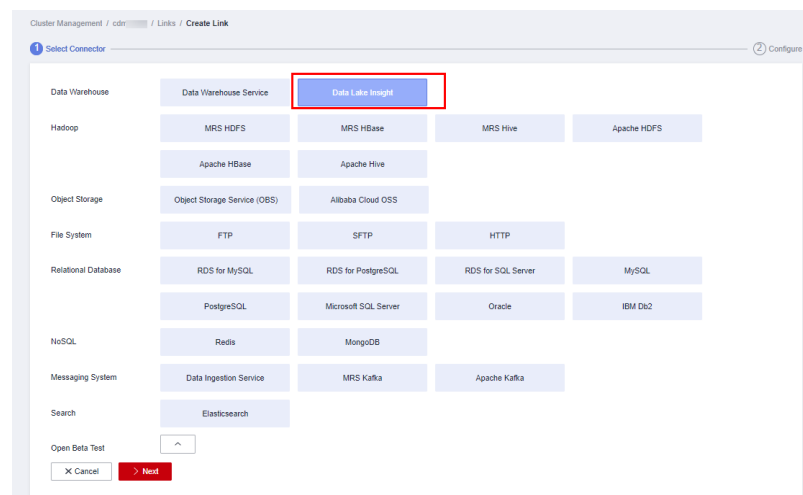 Cluster Management / cdm / Links / Create Link
1 Select Connector 2 Configure
Data Warehouse Data Warehouse Service Data Lake Insight
Hadoop MRS HDFS MRS HBase MRS Hive Apache HDFS
Apache HBase Apache Hive
Object Storage Object Storage Service (OBS) Alibaba Cloud OSS
File System FTP SFTP HTTP
Relational Database RDS for MySQL RDS for PostgreSQL RDS for SQL Server MySQL
PostgreSQL Microsoft SQL Server Oracle IBM Db2
NoSQL Redis MongoDB
Messaging System Data Ingestion Service MRS Kafka Apache Kafka
Search Elasticsearch
Open Beta Test
X Cancel > Next